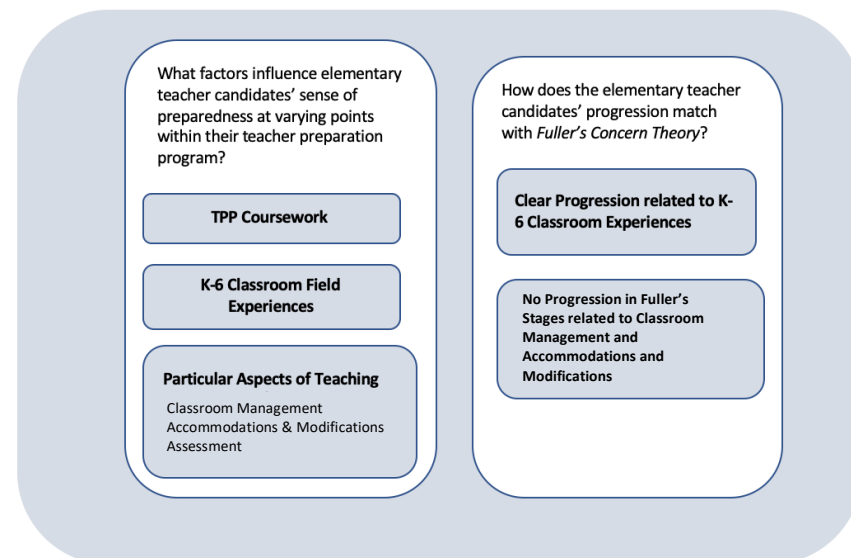 What factors influence elementary
teacher candidates’ sense of
preparedness at varying points
within their teacher preparation
program?
TPP Coursework
K-6 Classroom Field
Experiences
Particular Aspects of Teaching
Classroom Management
Accommodations & Modifications
Assessment
How does the elementary teacher
candidates’ progression match
with Fuller’s Concern Theory?
Clear Progression related to K-
6 Classroom Experiences
No Progression in Fuller’s
Stages related to Classroom
Management and
Accommodations and
Modifications